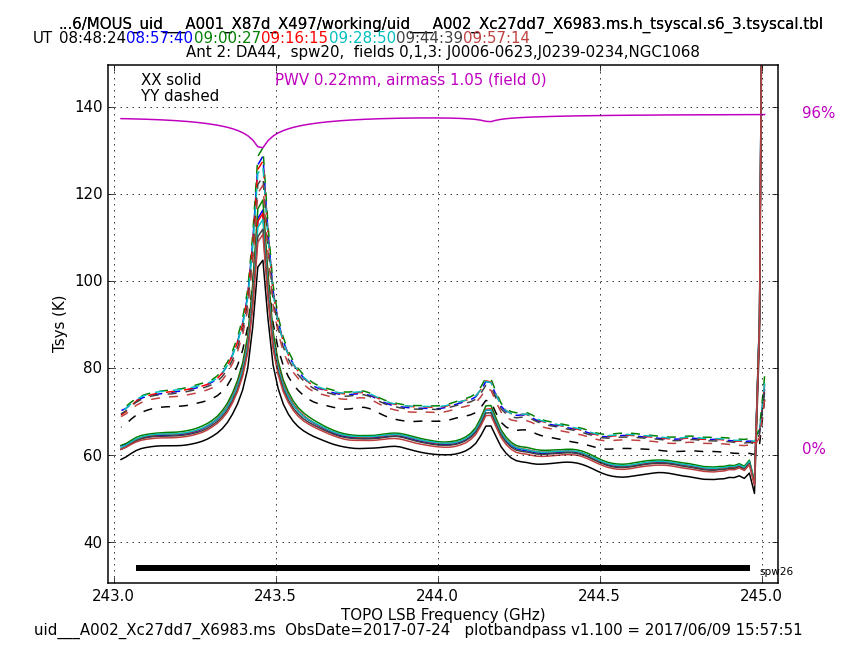 ...6/MOUS_uid___A001_X87d_X497/working/uid___A002_Xc27dd7_X6983.ms.h_tsyscal.s6_3.tsyscal.tbl
UT 08:48:24 08:57:40 09:00:27 09:16:15 09:28:50 09:44:39 09:57:14
Ant 2: DA44, spw20, fields 0,1,3: J0006-0623,J0239-0234,NGC1068
XX solid PWV 0.22mm, airmass 1.05 (field 0)
YY dashed
140
96%
120
100
Tsys (K)
80
60
0%
40
spw26
243.0 243.5 244.0 244.5 245.0
TOPO LSB Frequency (GHz)
uid___A002_Xc27dd7_X6983.ms ObsDate=2017-07-24 plotbandpass v1.100 = 2017/06/09 15:57:51